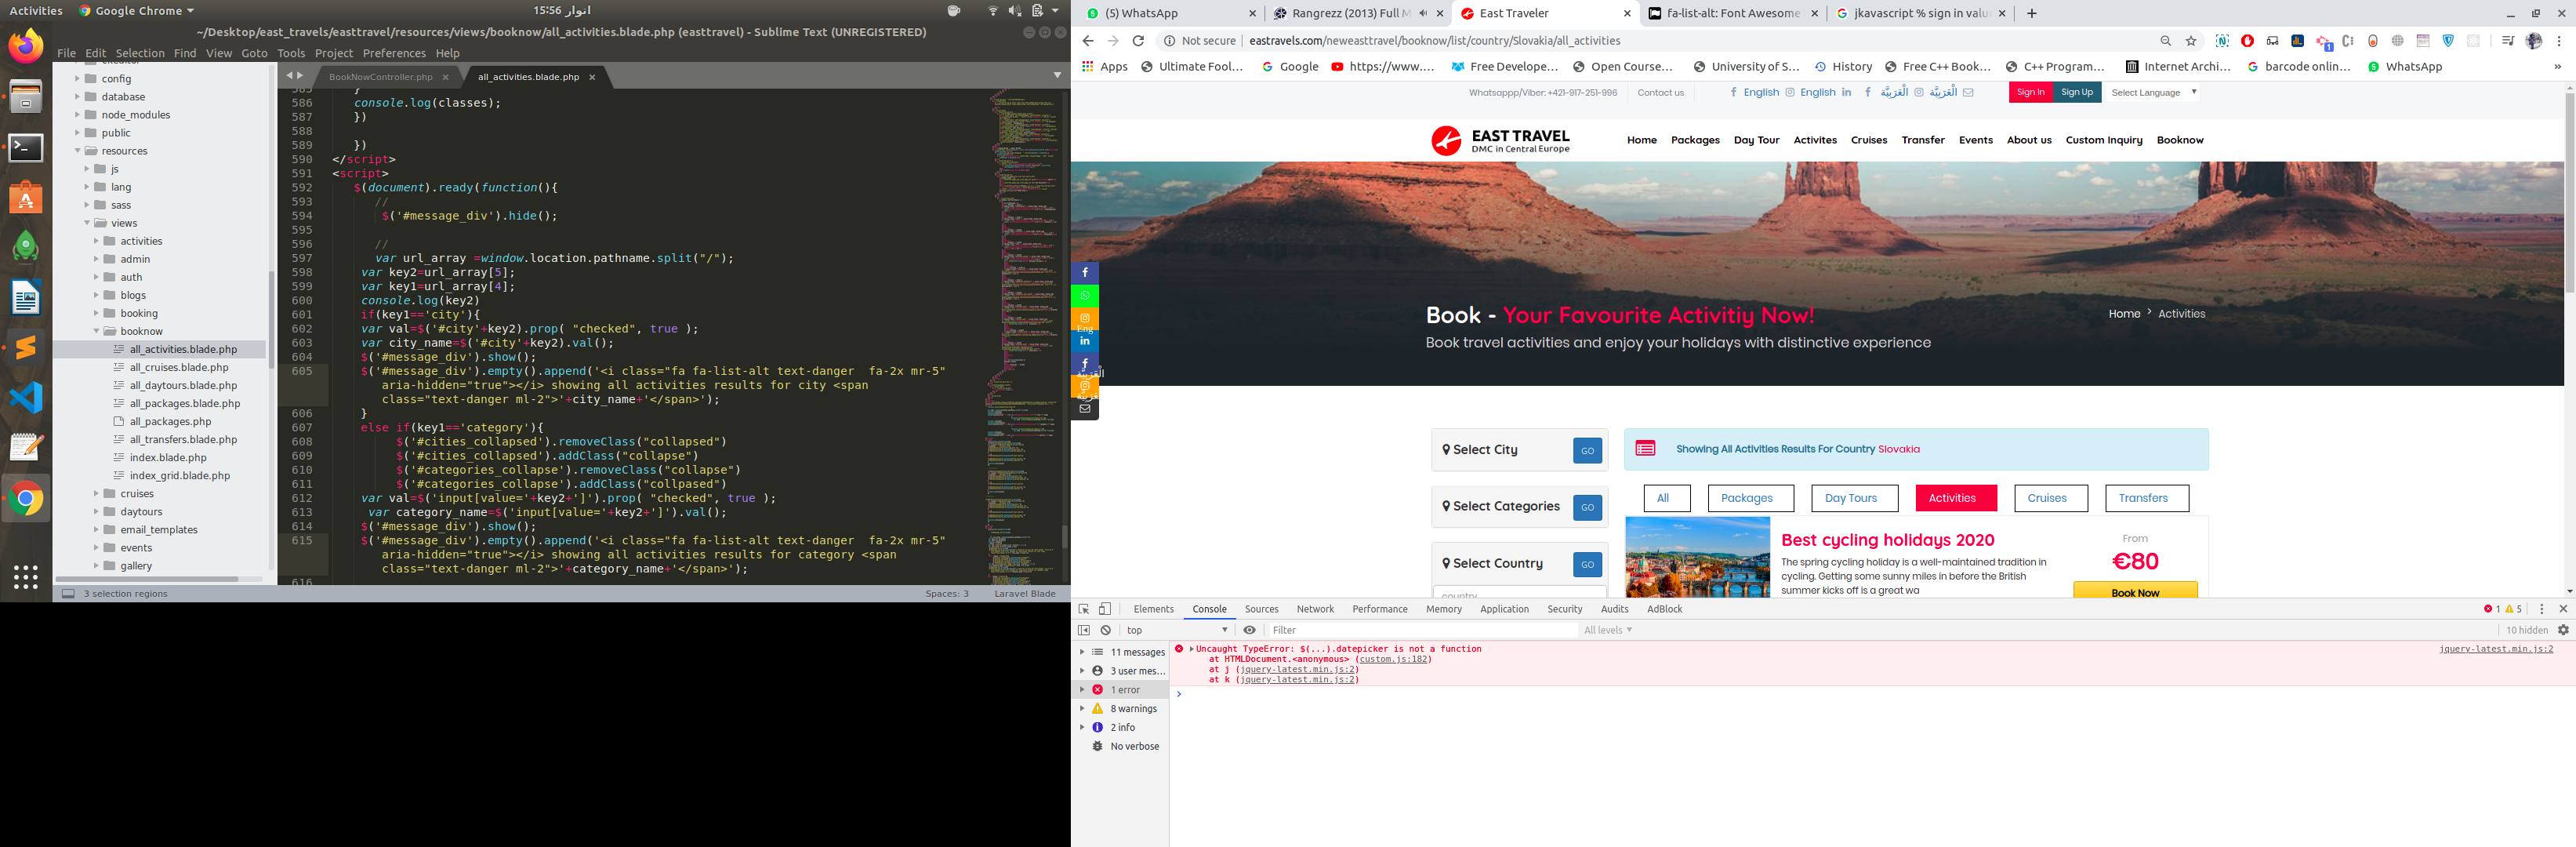 Activities
Google Chrome
15:56 اتوار
~/Desktop/east_travels/easttravel/resources/views/booknow/all_activities.blade.php (easttravel) - Sublime Text (UNREGISTERED)
File Edit Selection Find View Goto Tools Project Preferences Help
config
database
node_modules
public
resources
js
lang
sass
views
activities
admin
auth
blogs
booking
booknow
all_activities.blade.php
all_cruises.blade.php
all_daytours.blade.php
all_packages.blade.php
all_packages.php
all_transfers.blade.php
index.blade.php
index_grid.blade.php
cruises
daytours
email_templates
events
gallery
BookNowController.php
all_activities.blade.php
585 }
586 console.log(classes);
587 })
588
589 })
590 </script>
591 <script>
592 $(document).ready(function(){
593 //
594 $('#message_div').hide();
595
596 //
597 var url_array =window.location.pathname.split("/");
598 var key2=url_array[5];
599 var key1=url_array[4];
600 console.log(key2)
601 if(key1=='city'){
602 var val=$('#city'+key2).prop( "checked", true );
603 var city_name=$('#city'+key2).val();
604 $('#message_div').show();
605 $('#message_div').empty().append('<i class="fa fa-list-alt text-danger  fa-2x mr-5"
aria-hidden="true"></i> showing all activities results for city <span
class="text-danger ml-2">'+city_name+'</span>');
606 }
607 else if(key1=='category'){
608 $('#cities_collapsed').removeClass("collapsed")
609 $('#cities_collapsed').addClass("collapse")
610 $('#categories_collapse').removeClass("collapse")
611 $('#categories_collapse').addClass("collpased")
612 var val=$('input[value='+key2+']').prop( "checked", true );
613 var category_name=$('input[value='+key2+']').val();
614 $('#message_div').show();
615 $('#message_div').empty().append('<i class="fa fa-list-alt text-danger  fa-2x mr-5"
aria-hidden="true"></i> showing all activities results for category <span
class="text-danger ml-2">'+category_name+'</span>');
616
3 selection regions
Spaces: 3
Laravel Blade
(5) WhatsApp
Rangrezz (2013) Full M
East Traveler
fa-list-alt: Font Awesome
jkavascript % sign in valu
Not secure | eastravels.com/neweasttravel/booknow/list/country/Slovakia/all_activities
Apps
Ultimate Fool...
Google
https://www....
Free Develope...
Open Course...
University of S...
History
Free C++ Book...
C++ Program...
Internet Archi...
barcode onlin...
WhatsApp
»
Whatsappp/Viber: +421-917-251-996
Contact us
English
English
الْعَرَبِيَّة
الْعَرَبِيَّة
Sign In
Sign Up
Select Language
EAST TRAVEL
DMC in Central Europe
Home Packages Day Tour Activites Cruises Transfer Events About us Custom Inquiry Booknow
Eng
الْعَرَبِيَّة
Book - Your Favourite Activitiy Now!
Book travel activities and enjoy your holidays with distinctive experience
Home > Activities
Select City
GO
Select Categories
GO
Select Country
GO
country
Showing All Activities Results For Country Slovakia
All
Packages
Day Tours
Activities
Cruises
Transfers
Best cycling holidays 2020
The spring cycling holiday is a well-maintained tradition in
cycling. Getting some sunny miles in before the British
summer kicks off is a great wa
From
€80
Book Now
Elements Console Sources Network Performance Memory Application Security Audits AdBlock
1
5
top
Filter
All levels
10 hidden
11 messages
3 user mes...
1 error
8 warnings
2 info
No verbose
Uncaught TypeError: $(...).datepicker is not a function
at HTMLDocument.<anonymous> (custom.js:182)
at j (jquery-latest.min.js:2)
at k (jquery-latest.min.js:2)
jquery-latest.min.js:2